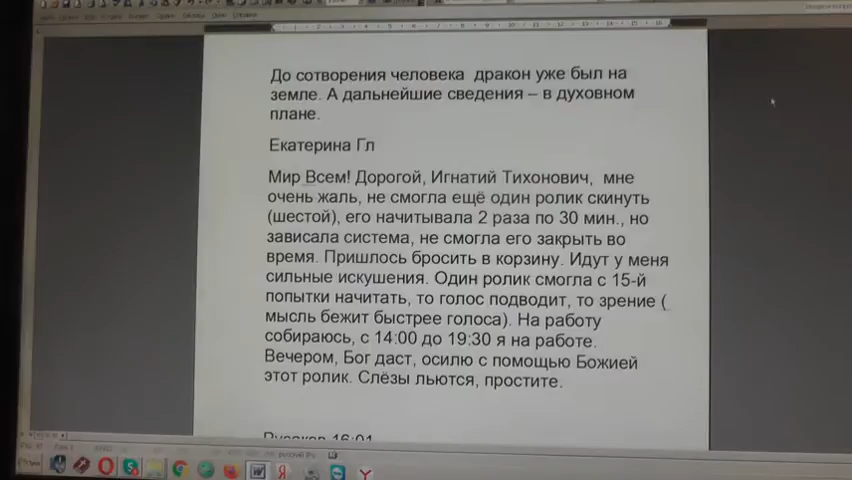 До сотворения человека дракон уже был на
земле. А дальнейшие сведения – в духовном
плане.
Екатерина Гл
Мир Всем! Дорогой, Игнатий Тихонович, мне
очень жаль, не смогла ещё один ролик скинуть
(шестой), его начитывала 2 раза по 30 мин., но
зависала система, не смогла его закрыть во
время. Пришлось бросить в корзину. Идут у меня
сильные искушения. Один ролик смогла с 15-й
попытки начитать, то голос подводит, то зрение (
мысль бежит быстрее голоса). На работу
собираюсь, с 14:00 до 19:30 я на работе.
Вечером, Бог даст, осилю с помощью Божией
этот ролик. Слёзы льются, простите.